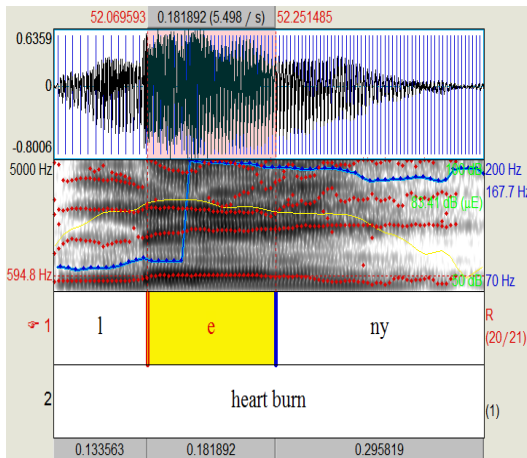 52.069593 0.181892 (5.498 / s) 52.251485
0.6359
0
-0.8006
5000 Hz 200 Hz
167.7 Hz
(µE)
594.8 Hz 70 Hz
1 l e ny R
(20/21)
2 heart burn (1)
0.133563 0.181892 0.295819